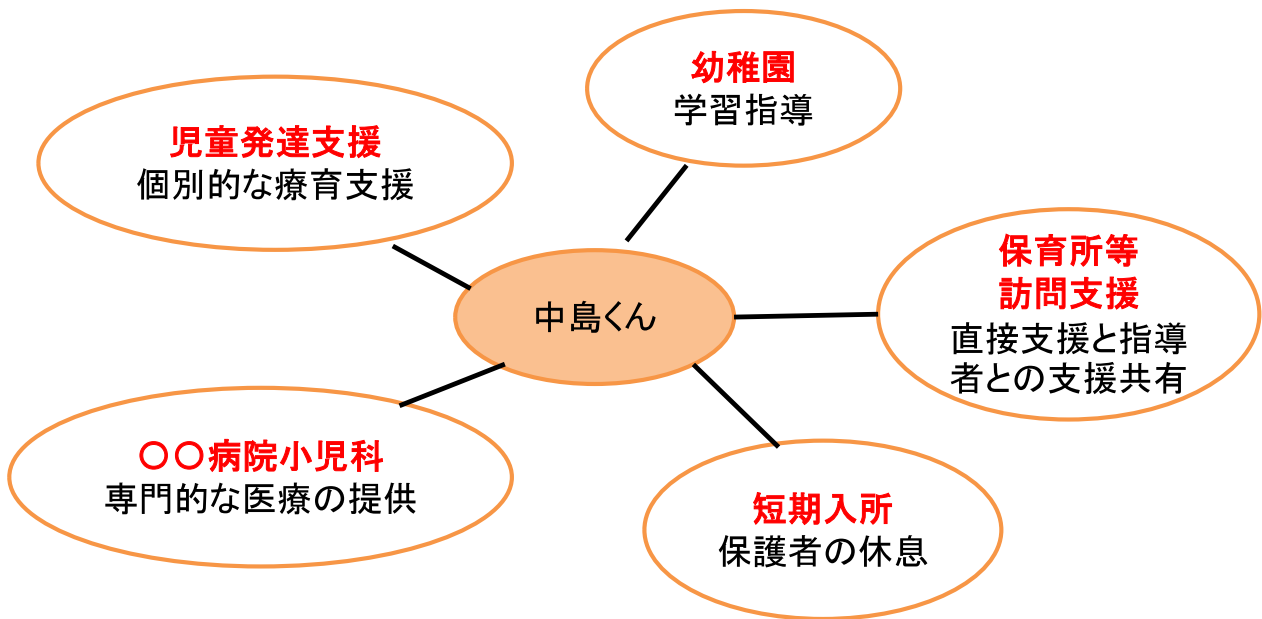 幼稚園
学習指導
児童発達支援
個別的な療育支援
保育所等
訪問支援
直接支援と指導
者との支援共有
中島くん
〇〇病院小児科
専門的な医療の提供
短期入所
保護者の休息